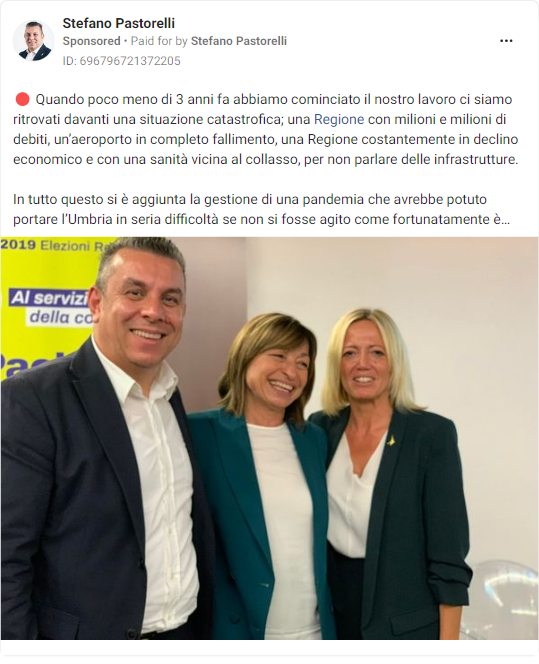 Stefano Pastorelli
Sponsored • Paid for by Stefano Pastorelli
ID: 696796721372205
🔴 Quando poco meno di 3 anni fa abbiamo cominciato il nostro lavoro ci siamo
ritrovati davanti una situazione catastrofica; una Regione con milioni e milioni di
debiti, un'aeroporto in completo fallimento, una Regione costantemente in declino
economico e con una sanità vicina al collasso, per non parlare delle infrastrutture.
In tutto questo si è aggiunta la gestione di una pandemia che avrebbe potuto
portare l'Umbria in seria difficoltà se non si fosse agito come fortunatamente è...
2019 Elezioni Re
Al servizi
della co